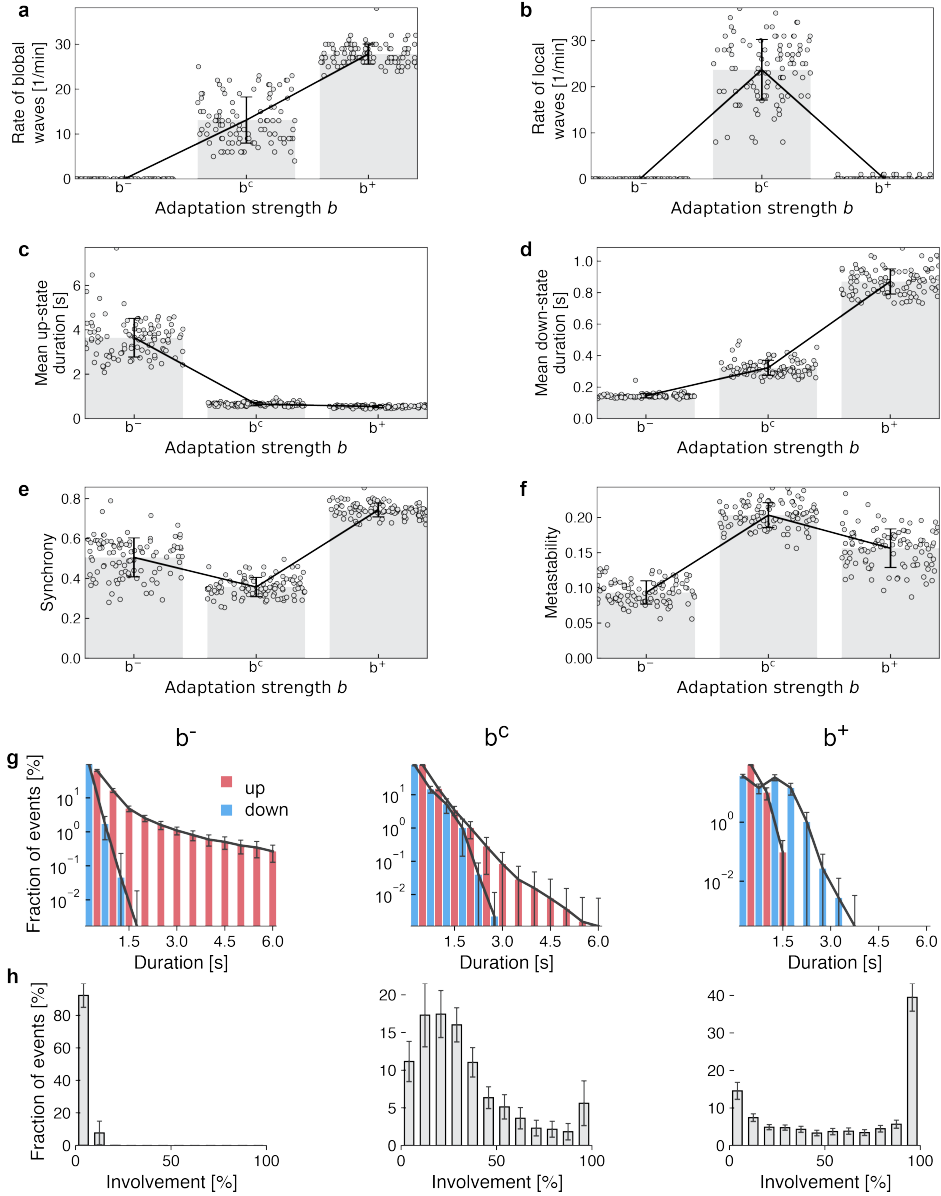 a
Rate of blobal
waves [1/min]
30
20
10
0
b⁻
bᶜ
b⁺
Adaptation strength b
b
Rate of local
waves [1/min]
30
20
10
0
b⁻
bᶜ
b⁺
Adaptation strength b
c
Mean up-state
duration [s]
6
4
2
0
b⁻
bᶜ
b⁺
Adaptation strength b
d
Mean down-state
duration [s]
1.0
0.8
0.6
0.4
0.2
0.0
b⁻
bᶜ
b⁺
Adaptation strength b
e
Synchrony
0.8
0.6
0.4
0.2
0.0
b⁻
bᶜ
b⁺
Adaptation strength b
f
Metastability
0.20
0.15
0.10
0.05
0.00
b⁻
bᶜ
b⁺
Adaptation strength b
b⁻
bᶜ
b⁺
g
Fraction of events [%]
10¹
10⁰
10⁻¹
10⁻²
up
down
1.5 3.0 4.5 6.0
Duration [s]
10¹
10⁰
10⁻¹
10⁻²
1.5 3.0 4.5 6.0
Duration [s]
10¹
10⁰
10⁻¹
10⁻²
1.5 3.0 4.5 6.0
Duration [s]
h
Fraction of events [%]
80
60
40
20
0
0 50 100
Involvement [%]
20
15
10
5
0
0 50 100
Involvement [%]
40
30
20
10
0
0 50 100
Involvement [%]